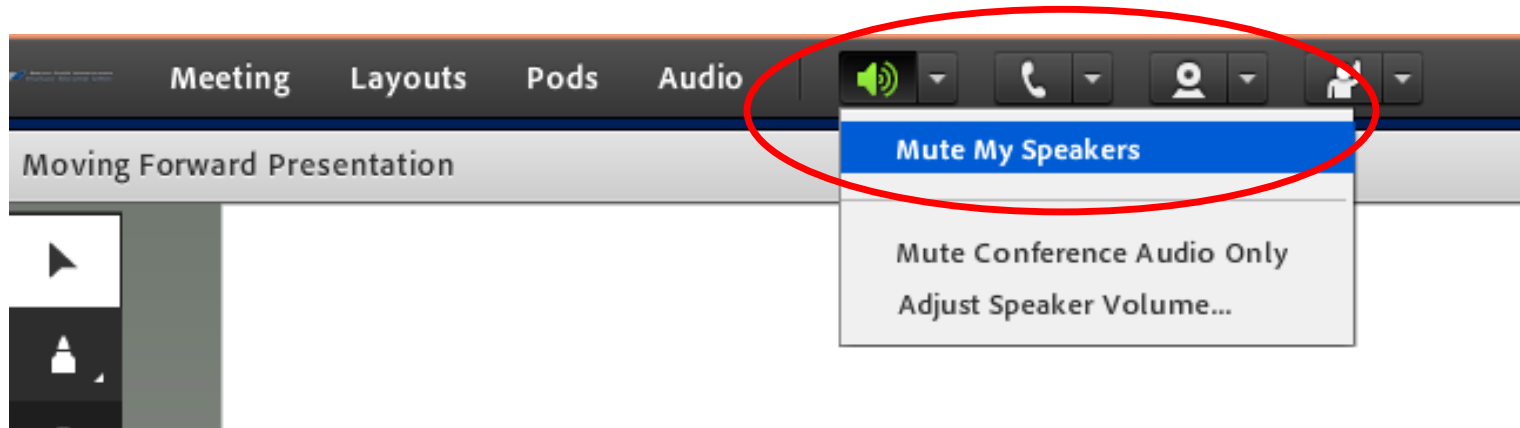 Meeting Layouts Pods Audio
Mute My Speakers
Moving Forward Presentation
Mute Conference Audio Only
Adjust Speaker Volume...